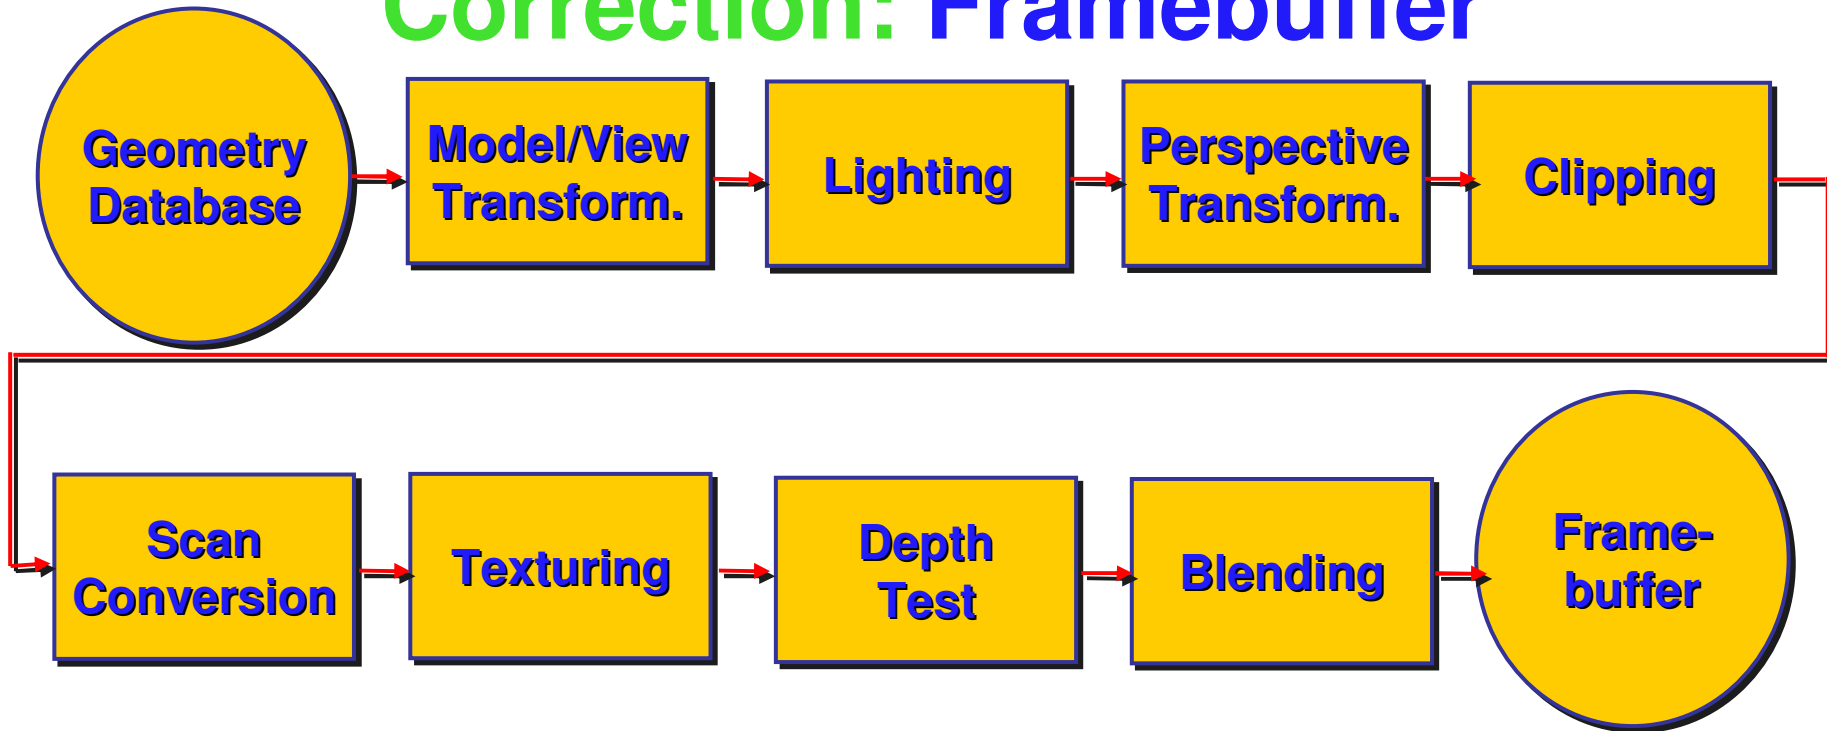 Correction: Framebuffer
Geometry
Database
Model/View
Transform.
Lighting
Perspective
Transform.
Clipping
Scan
Conversion
Texturing
Depth
Test
Blending
Frame-
buffer